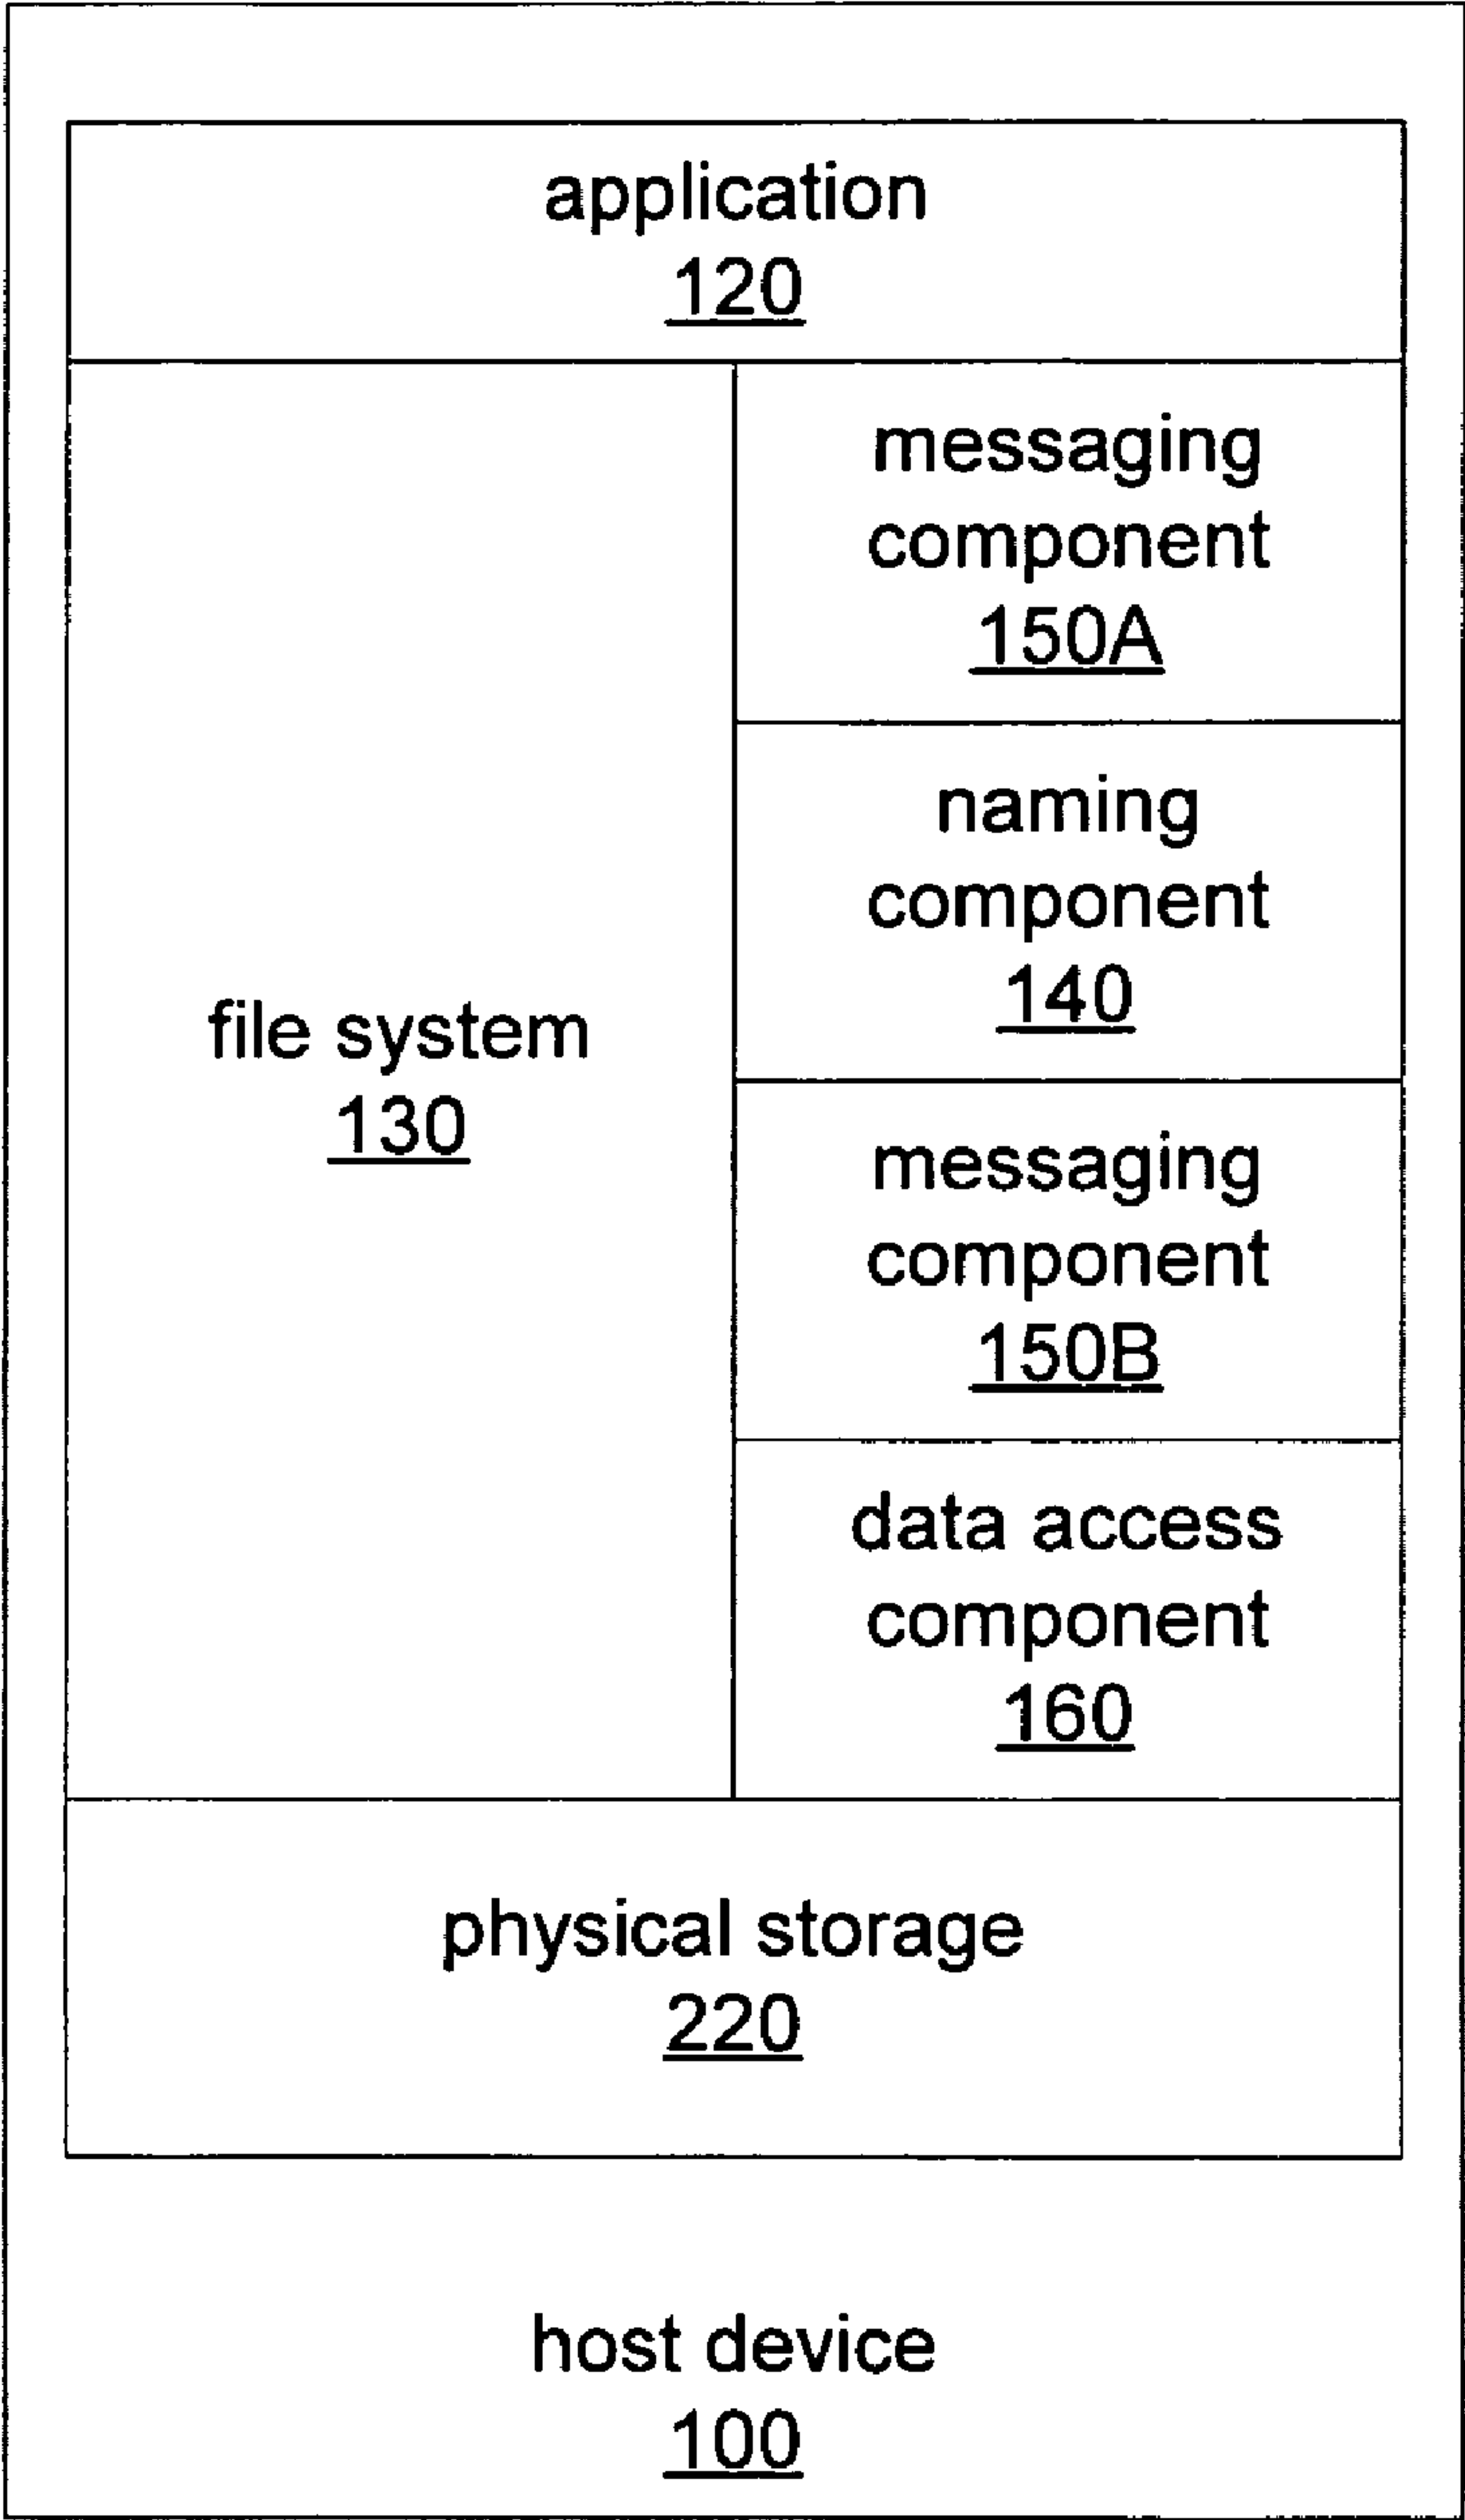 application
120
file system
130
messaging
component
150A
naming
component
140
messaging
component
150B
data access
component
160
physical storage
220
host device
100